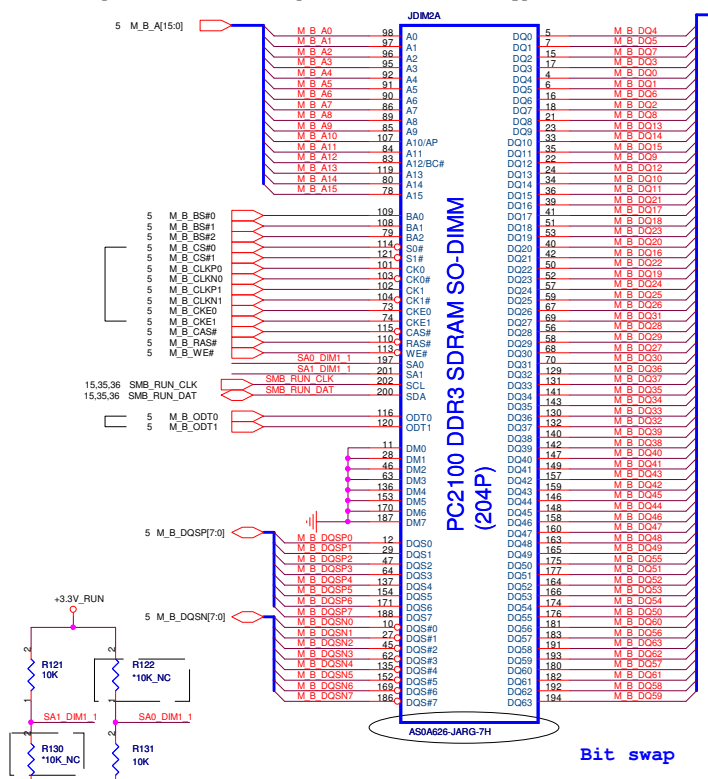 JDIM2A
5 M_B_A[15:0]
M_B_A0 98 A0
M_B_A1 97 A1
M_B_A2 96 A2
M_B_A3 95 A3
M_B_A4 92 A4
M_B_A5 91 A5
M_B_A6 90 A6
M_B_A7 86 A7
M_B_A8 89 A8
M_B_A9 85 A9
M_B_A10 107 A10/AP
M_B_A11 84 A11
M_B_A12 83 A12/BC#
M_B_A13 119 A13
M_B_A14 80 A14
M_B_A15 78 A15
5 M_B_BS#0 109 BA0
5 M_B_BS#1 108 BA1
5 M_B_BS#2 79 BA2
5 M_B_CS#0 114 S0#
5 M_B_CS#1 121 S1#
5 M_B_CLKP0 101 CK0
5 M_B_CLKN0 103 CK0#
5 M_B_CLKP1 102 CK1
5 M_B_CLKN1 104 CK1#
5 M_B_CKE0 73 CKE0
5 M_B_CKE1 74 CKE1
5 M_B_CAS# 115 CAS#
5 M_B_RAS# 110 RAS#
5 M_B_WE# 113 WE#
SA0_DIM1_1 197 SA0
SA1_DIM1_1 201 SA1
15,35,36 SMB_RUN_CLK SMB_RUN_CLK 202 SCL
15,35,36 SMB_RUN_DAT SMB_RUN_DAT 200 SDA
5 M_B_ODT0 116 ODT0
5 M_B_ODT1 120 ODT1
11 DM0
28 DM1
46 DM2
63 DM3
136 DM4
153 DM5
170 DM6
187 DM7
5 M_B_DQSP[7:0]
M_B_DQSP0 12 DQS0
M_B_DQSP1 29 DQS1
M_B_DQSP2 47 DQS2
M_B_DQSP3 64 DQS3
M_B_DQSP4 137 DQS4
M_B_DQSP5 154 DQS5
M_B_DQSP6 171 DQS6
M_B_DQSP7 188 DQS7
5 M_B_DQSN[7:0]
M_B_DQSN0 10 DQS#0
M_B_DQSN1 27 DQS#1
M_B_DQSN2 45 DQS#2
M_B_DQSN3 62 DQS#3
M_B_DQSN4 135 DQS#4
M_B_DQSN5 152 DQS#5
M_B_DQSN6 169 DQS#6
M_B_DQSN7 186 DQS#7
PC2100 DDR3 SDRAM SO-DIMM
(204P)
DQ0 5 M_B_DQ4
DQ1 7 M_B_DQ5
DQ2 15 M_B_DQ7
DQ3 17 M_B_DQ3
DQ4 4 M_B_DQ0
DQ5 6 M_B_DQ1
DQ6 16 M_B_DQ6
DQ7 18 M_B_DQ2
DQ8 21 M_B_DQ8
DQ9 23 M_B_DQ13
DQ10 33 M_B_DQ14
DQ11 35 M_B_DQ15
DQ12 22 M_B_DQ9
DQ13 24 M_B_DQ12
DQ14 34 M_B_DQ10
DQ15 36 M_B_DQ11
DQ16 39 M_B_DQ21
DQ17 41 M_B_DQ17
DQ18 51 M_B_DQ18
DQ19 53 M_B_DQ23
DQ20 40 M_B_DQ20
DQ21 42 M_B_DQ16
DQ22 50 M_B_DQ22
DQ23 52 M_B_DQ19
DQ24 57 M_B_DQ24
DQ25 59 M_B_DQ25
DQ26 67 M_B_DQ26
DQ27 69 M_B_DQ31
DQ28 56 M_B_DQ28
DQ29 58 M_B_DQ29
DQ30 68 M_B_DQ27
DQ31 70 M_B_DQ30
DQ32 129 M_B_DQ36
DQ33 131 M_B_DQ37
DQ34 141 M_B_DQ35
DQ35 143 M_B_DQ34
DQ36 130 M_B_DQ33
DQ37 132 M_B_DQ32
DQ38 140 M_B_DQ39
DQ39 142 M_B_DQ38
DQ40 147 M_B_DQ40
DQ41 149 M_B_DQ41
DQ42 157 M_B_DQ43
DQ43 159 M_B_DQ42
DQ44 146 M_B_DQ44
DQ45 148 M_B_DQ45
DQ46 158 M_B_DQ46
DQ47 160 M_B_DQ47
DQ48 163 M_B_DQ48
DQ49 165 M_B_DQ49
DQ50 175 M_B_DQ55
DQ51 177 M_B_DQ51
DQ52 164 M_B_DQ52
DQ53 166 M_B_DQ53
DQ54 174 M_B_DQ54
DQ55 176 M_B_DQ50
DQ56 181 M_B_DQ60
DQ57 183 M_B_DQ56
DQ58 191 M_B_DQ63
DQ59 193 M_B_DQ62
DQ60 180 M_B_DQ57
DQ61 182 M_B_DQ61
DQ62 192 M_B_DQ58
DQ63 194 M_B_DQ59
AS0A626-JARG-7H
Bit swap
+3.3V_RUN
2 2
R121 R122
10K *10K_NC
1 1
SA1_DIM1_1 SA0_DIM1_1
2 2
R130 R131
*10K_NC 10K